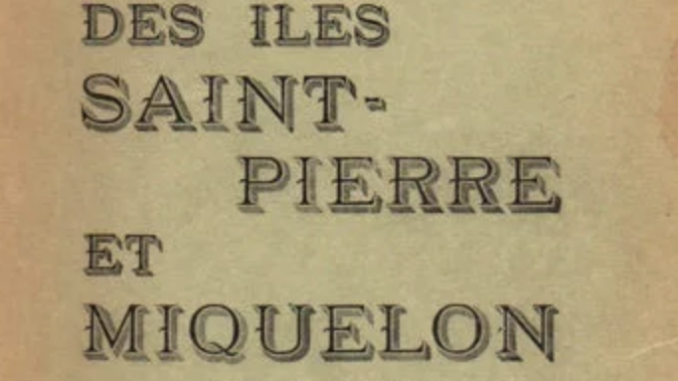 DES ILES
SAINT-
PIERRE
ET
MIQUELON